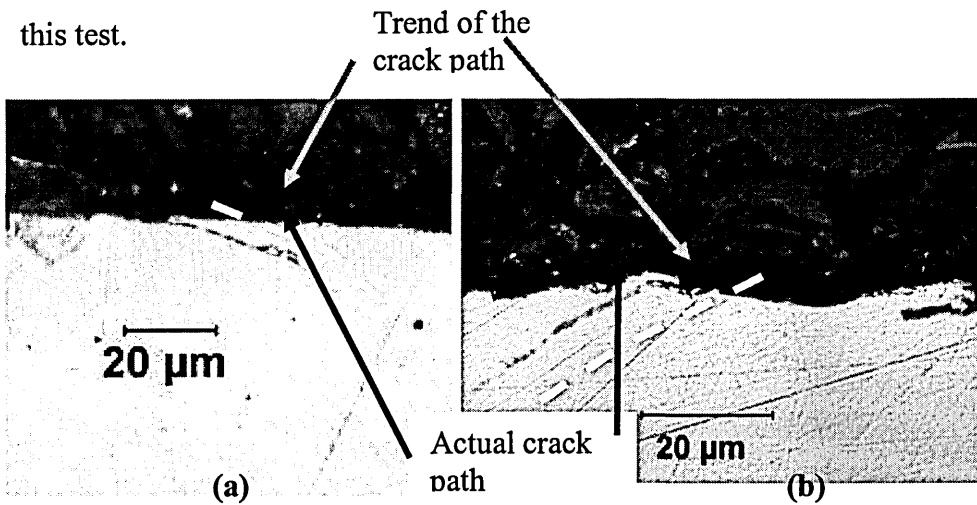 this test.
Trend of the
crack path
20 µm
20 µm
Actual crack
path
(a)
(b)